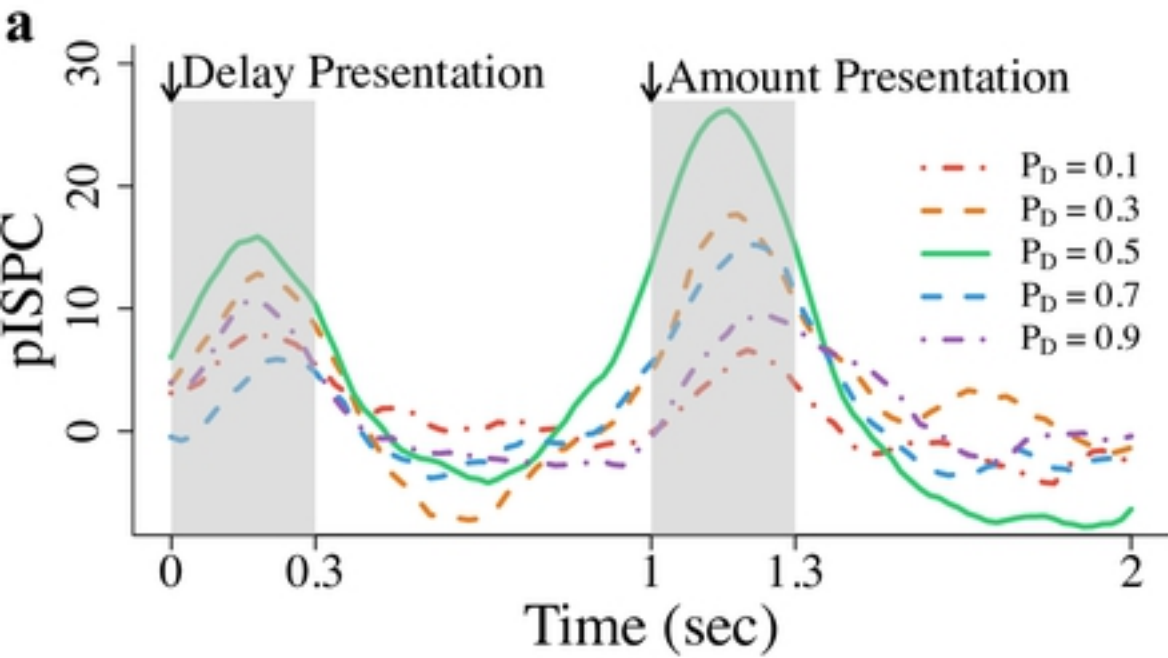 a
↓Delay Presentation
↓Amount Presentation
30
20
10
0
pISPC
P_D = 0.1
P_D = 0.3
P_D = 0.5
P_D = 0.7
P_D = 0.9
0 0.3 1 1.3 2
Time (sec)